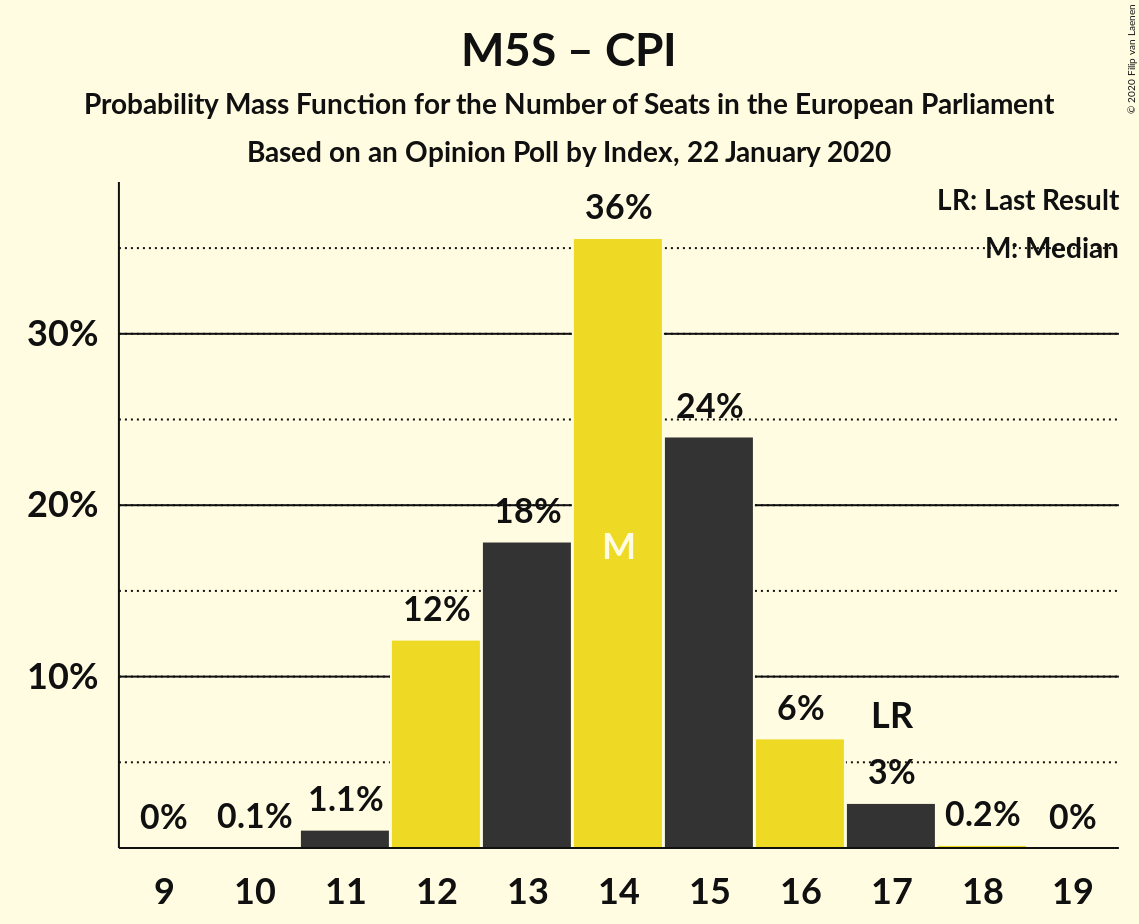 M5S – CPI
Probability Mass Function for the Number of Seats in the European Parliament
Based on an Opinion Poll by Index, 22 January 2020
© 2020 Filip van Laenen
LR: Last Result
M: Median
36%
30%
24%
20%
18%
M
12%
10%
6%
LR
3%
1.1%
0%
0.1%
0.2%
0%
9 10 11 12 13 14 15 16 17 18 19